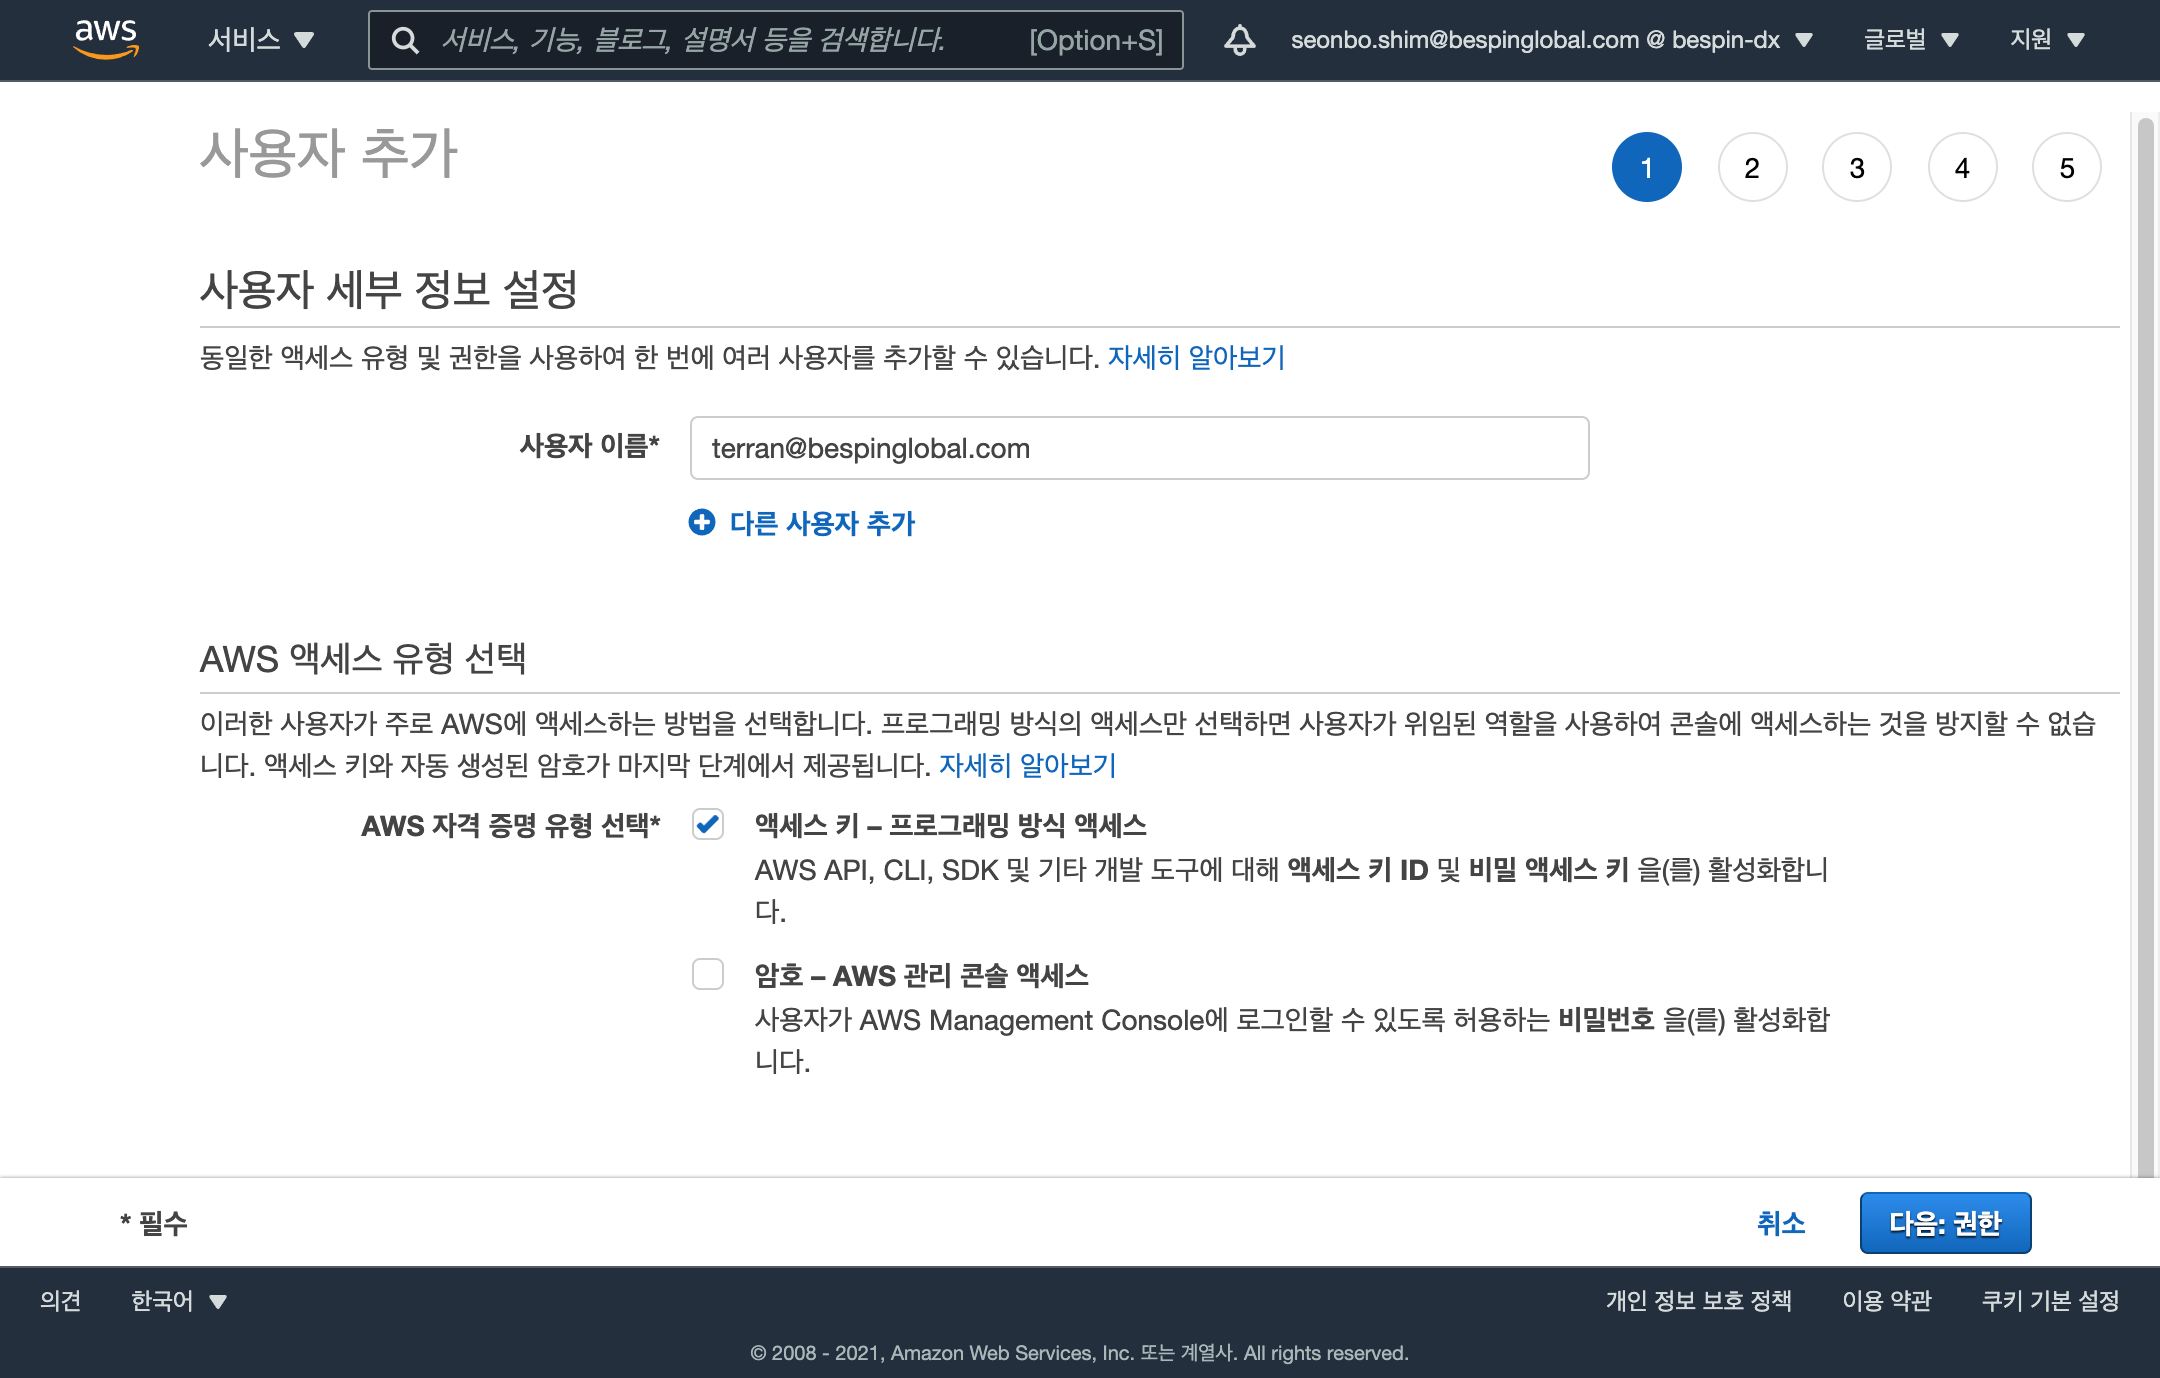 aws
서비스 ▼
서비스, 기능, 블로그, 설명서 등을 검색합니다. [Option+S]
seonbo.shim@bespinglobal.com @ bespin-dx ▼
글로벌 ▼
지원 ▼
사용자 추가
1 2 3 4 5
사용자 세부 정보 설정
동일한 액세스 유형 및 권한을 사용하여 한 번에 여러 사용자를 추가할 수 있습니다. 자세히 알아보기
사용자 이름* terran@bespinglobal.com
다른 사용자 추가
AWS 액세스 유형 선택
이러한 사용자가 주로 AWS에 액세스하는 방법을 선택합니다. 프로그래밍 방식의 액세스만 선택하면 사용자가 위임된 역할을 사용하여 콘솔에 액세스하는 것을 방지할 수 없습
니다. 액세스 키와 자동 생성된 암호가 마지막 단계에서 제공됩니다. 자세히 알아보기
AWS 자격 증명 유형 선택* 액세스 키 – 프로그래밍 방식 액세스
AWS API, CLI, SDK 및 기타 개발 도구에 대해 액세스 키 ID 및 비밀 액세스 키 을(를) 활성화합니
다.
암호 – AWS 관리 콘솔 액세스
사용자가 AWS Management Console에 로그인할 수 있도록 허용하는 비밀번호 을(를) 활성화합
니다.
* 필수
취소
다음: 권한
의견
한국어 ▼
개인 정보 보호 정책
이용 약관
쿠키 기본 설정
© 2008 - 2021, Amazon Web Services, Inc. 또는 계열사. All rights reserved.